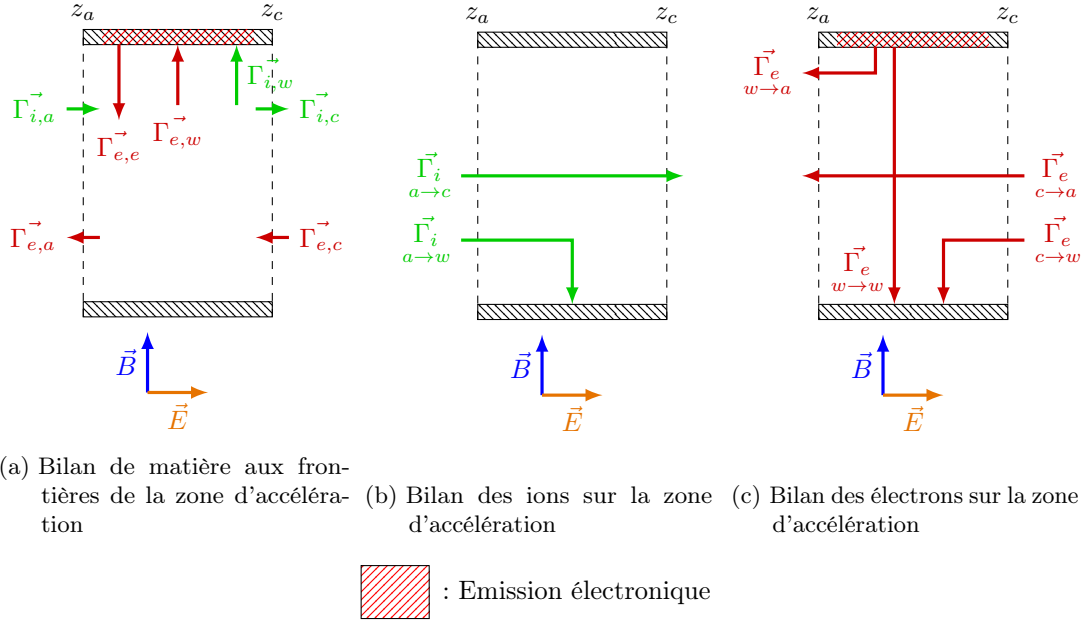 z_a z_c z_a z_c z_a z_c
Γ_{i,w} Γ_e
w→a
Γ_{i,a} Γ_{i,c}
Γ_{e,e} Γ_{e,w}
Γ_i Γ_e
a→c c→a
Γ_{e,a} Γ_{e,c} Γ_i Γ_e
a→w c→w
Γ_e
w→w
B B B
E E E
(a) Bilan de matière aux fron-
tières de la zone d'accéléra-
tion
(b) Bilan des ions sur la zone
d'accélération
(c) Bilan des électrons sur la zone
d'accélération
: Emission électronique